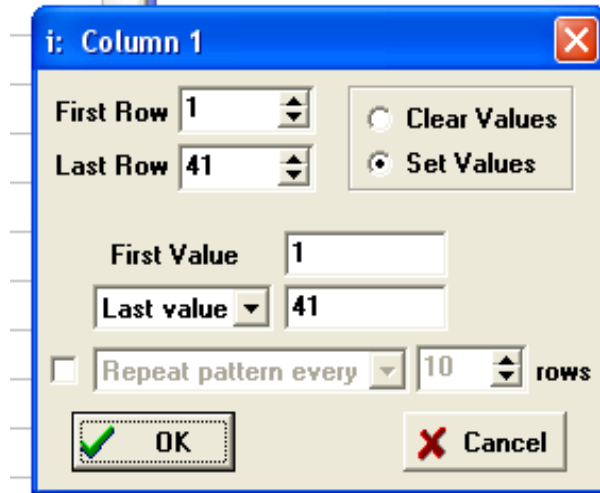 i: Column 1
First Row 1
Last Row 41
Clear Values
Set Values
First Value 1
Last value 41
Repeat pattern every 10 rows
OK
Cancel